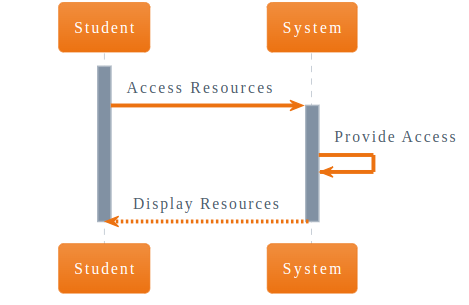 Student
System
Access Resources
Provide Access
Display Resources
Student
System